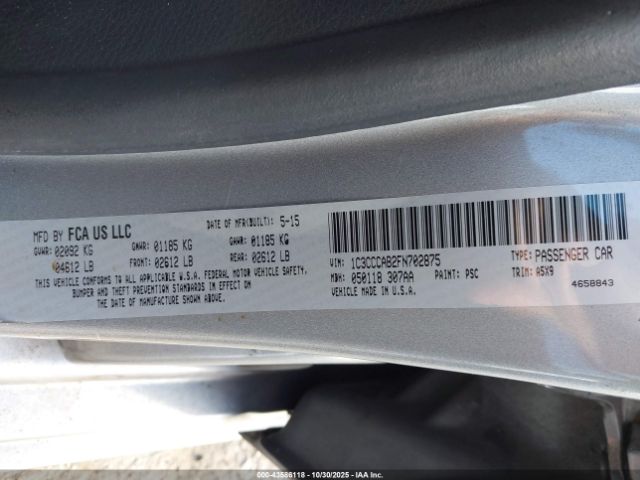 MFD BY FCA US LLC DATE OF MFR(BUILT): 5-15
GVWR: 02092 KG GAWR: 01185 KG GAWR: 01185 KG
04612 LB FRONT: 02612 LB REAR: 02612 LB
THIS VEHICLE CONFORMS TO ALL APPLICABLE FEDERAL MOTOR VEHICLE SAFETY,
BUMPER AND THEFT PREVENTION STANDARDS IN EFFECT ON
THE DATE OF MANUFACTURE SHOWN ABOVE.
VIN: 1C3CCCAB2FN702875 TYPE: PASSENGER CAR
MDH: 050118 307AA PAINT: PSC TRIM: A5X9
VEHICLE MADE IN U.S.A. 4658843
000-43586118 - 10/30/2025 - IAA Inc.